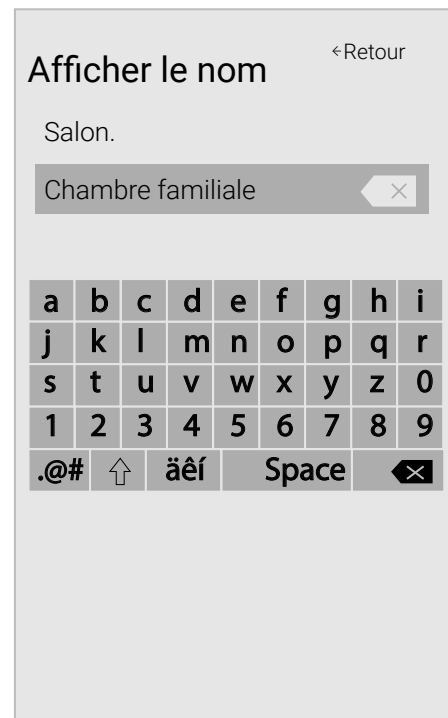 ←Retour
Afficher le nom
Salon.
Chambre familiale
a b c d e f g h i
j k l m n o p q r
s t u v w x y z 0
1 2 3 4 5 6 7 8 9
.@# äêí Space